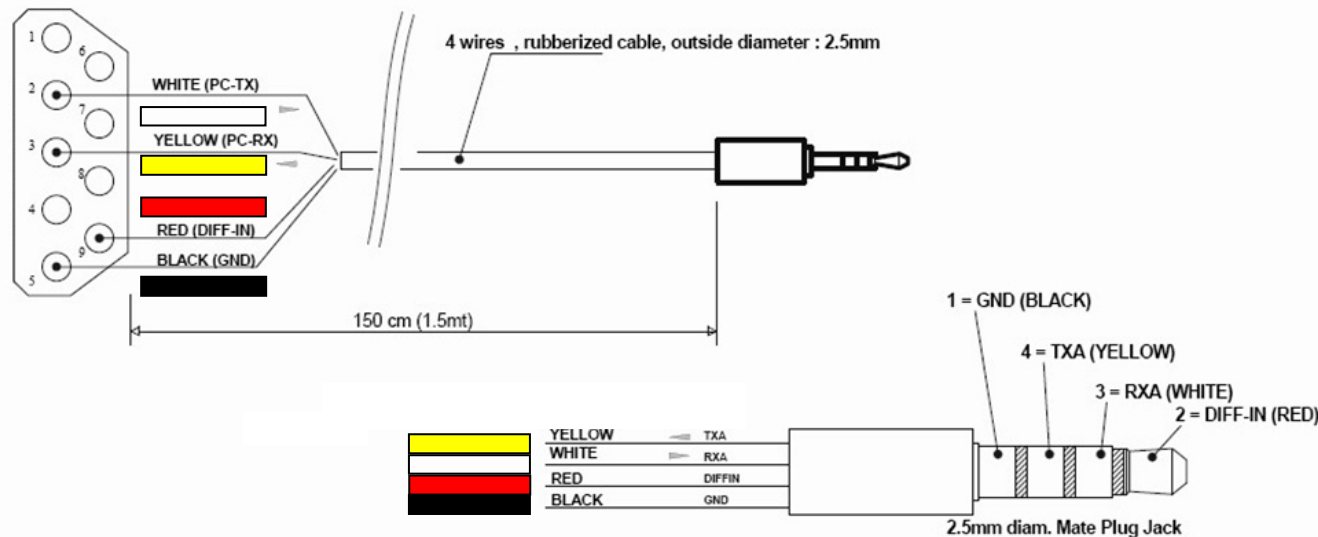 1
6
4 wires , rubberized cable, outside diameter : 2.5mm
2
WHITE (PC-TX)
7
YELLOW (PC-RX)
3
8
4
RED (DIFF-IN)
9
BLACK (GND)
5
150 cm (1.5mt)
1 = GND (BLACK)
4 = TXA (YELLOW)
3 = RXA (WHITE)
2 = DIFF-IN (RED)
YELLOW TXA
WHITE RXA
RED DIFFIN
BLACK GND
2.5mm diam. Mate Plug Jack